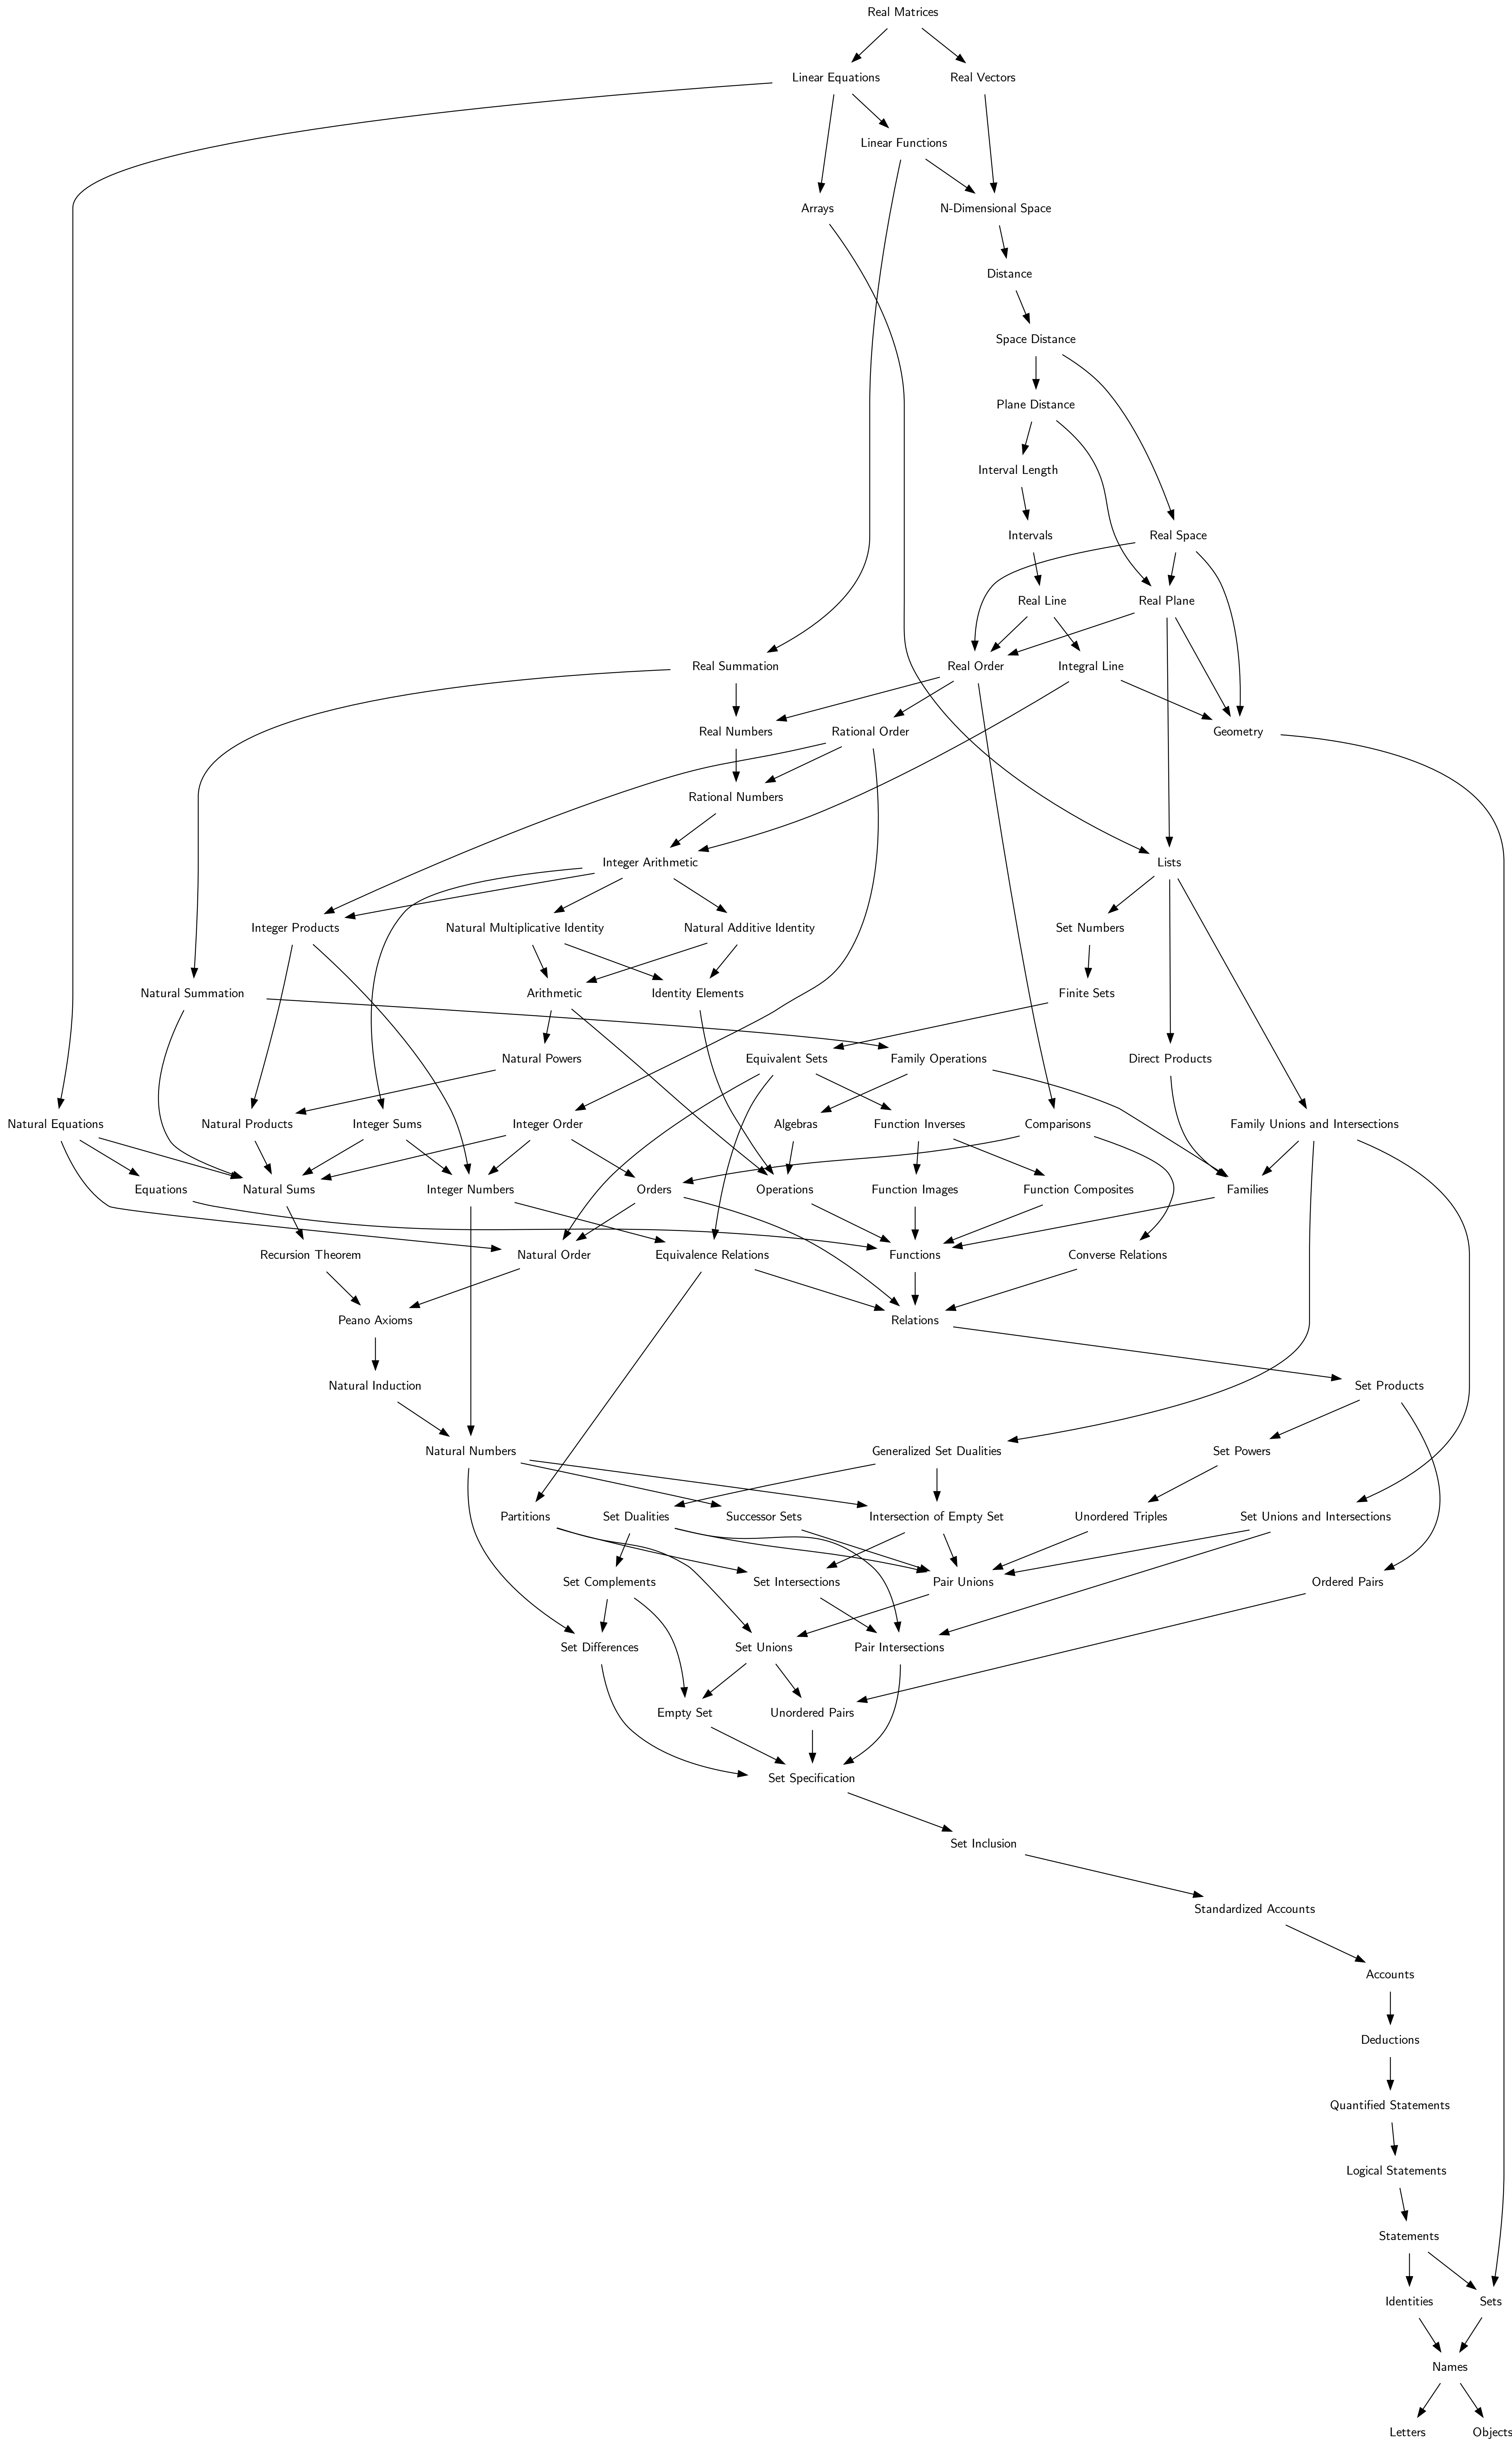 Real Matrices
Linear Equations
Real Vectors
Linear Functions
Arrays
N-Dimensional Space
Distance
Space Distance
Plane Distance
Interval Length
Intervals
Real Space
Real Line
Real Plane
Real Summation
Real Order
Integral Line
Real Numbers
Rational Order
Geometry
Rational Numbers
Integer Arithmetic
Lists
Integer Products
Natural Multiplicative Identity
Natural Additive Identity
Set Numbers
Natural Summation
Arithmetic
Identity Elements
Finite Sets
Natural Powers
Equivalent Sets
Family Operations
Direct Products
Natural Equations
Natural Products
Integer Sums
Integer Order
Algebras
Function Inverses
Comparisons
Family Unions and Intersections
Equations
Natural Sums
Integer Numbers
Orders
Operations
Function Images
Function Composites
Families
Recursion Theorem
Natural Order
Equivalence Relations
Functions
Converse Relations
Peano Axioms
Relations
Natural Induction
Set Products
Natural Numbers
Generalized Set Dualities
Set Powers
Partitions
Set Dualities
Successor Sets
Intersection of Empty Set
Unordered Triples
Set Unions and Intersections
Set Complements
Set Intersections
Pair Unions
Ordered Pairs
Set Differences
Set Unions
Pair Intersections
Empty Set
Unordered Pairs
Set Specification
Set Inclusion
Standardized Accounts
Accounts
Deductions
Quantified Statements
Logical Statements
Statements
Identities
Sets
Names
Letters
Objects